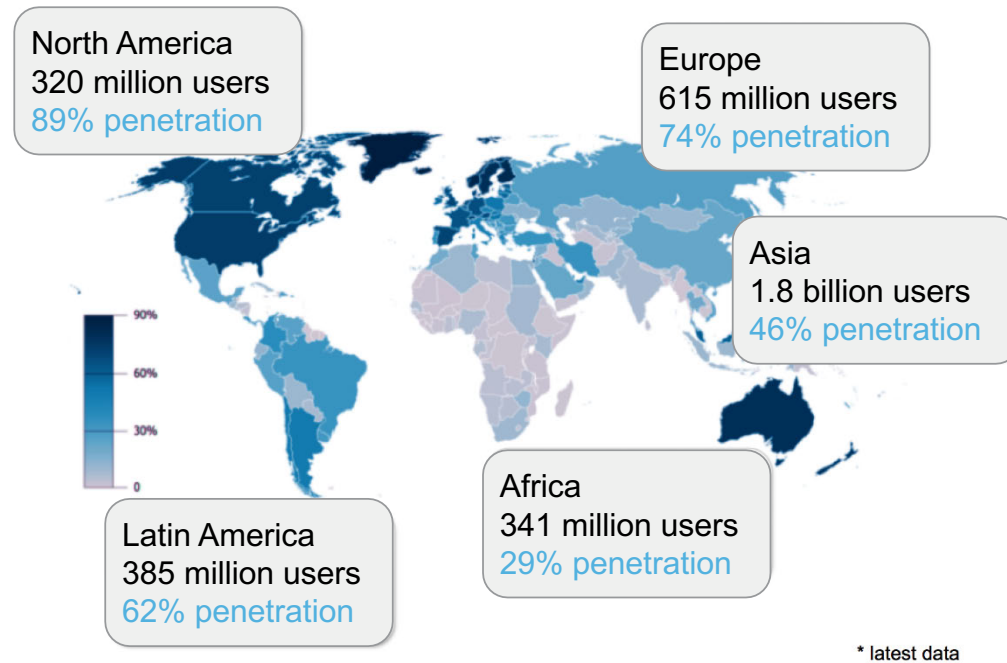 North America
320 million users
89% penetration
Europe
615 million users
74% penetration
Asia
1.8 billion users
46% penetration
90%
60%
30%
0
Africa
341 million users
29% penetration
Latin America
385 million users
62% penetration
* latest data